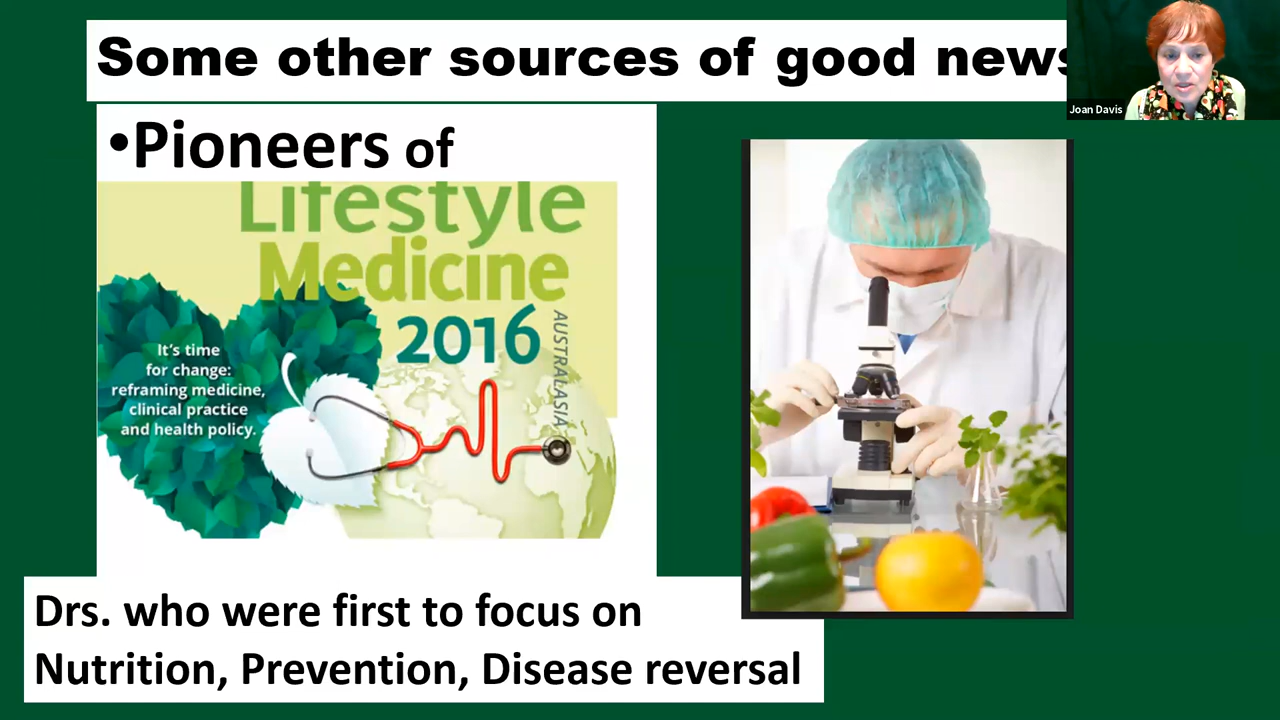 Some other sources of good news
Joan Davis
•Pioneers of
Lifestyle
Medicine
2016
AUSTRALASIA
It's time
for change:
reframing medicine,
clinical practice
and health policy.
Drs. who were first to focus on
Nutrition, Prevention, Disease reversal